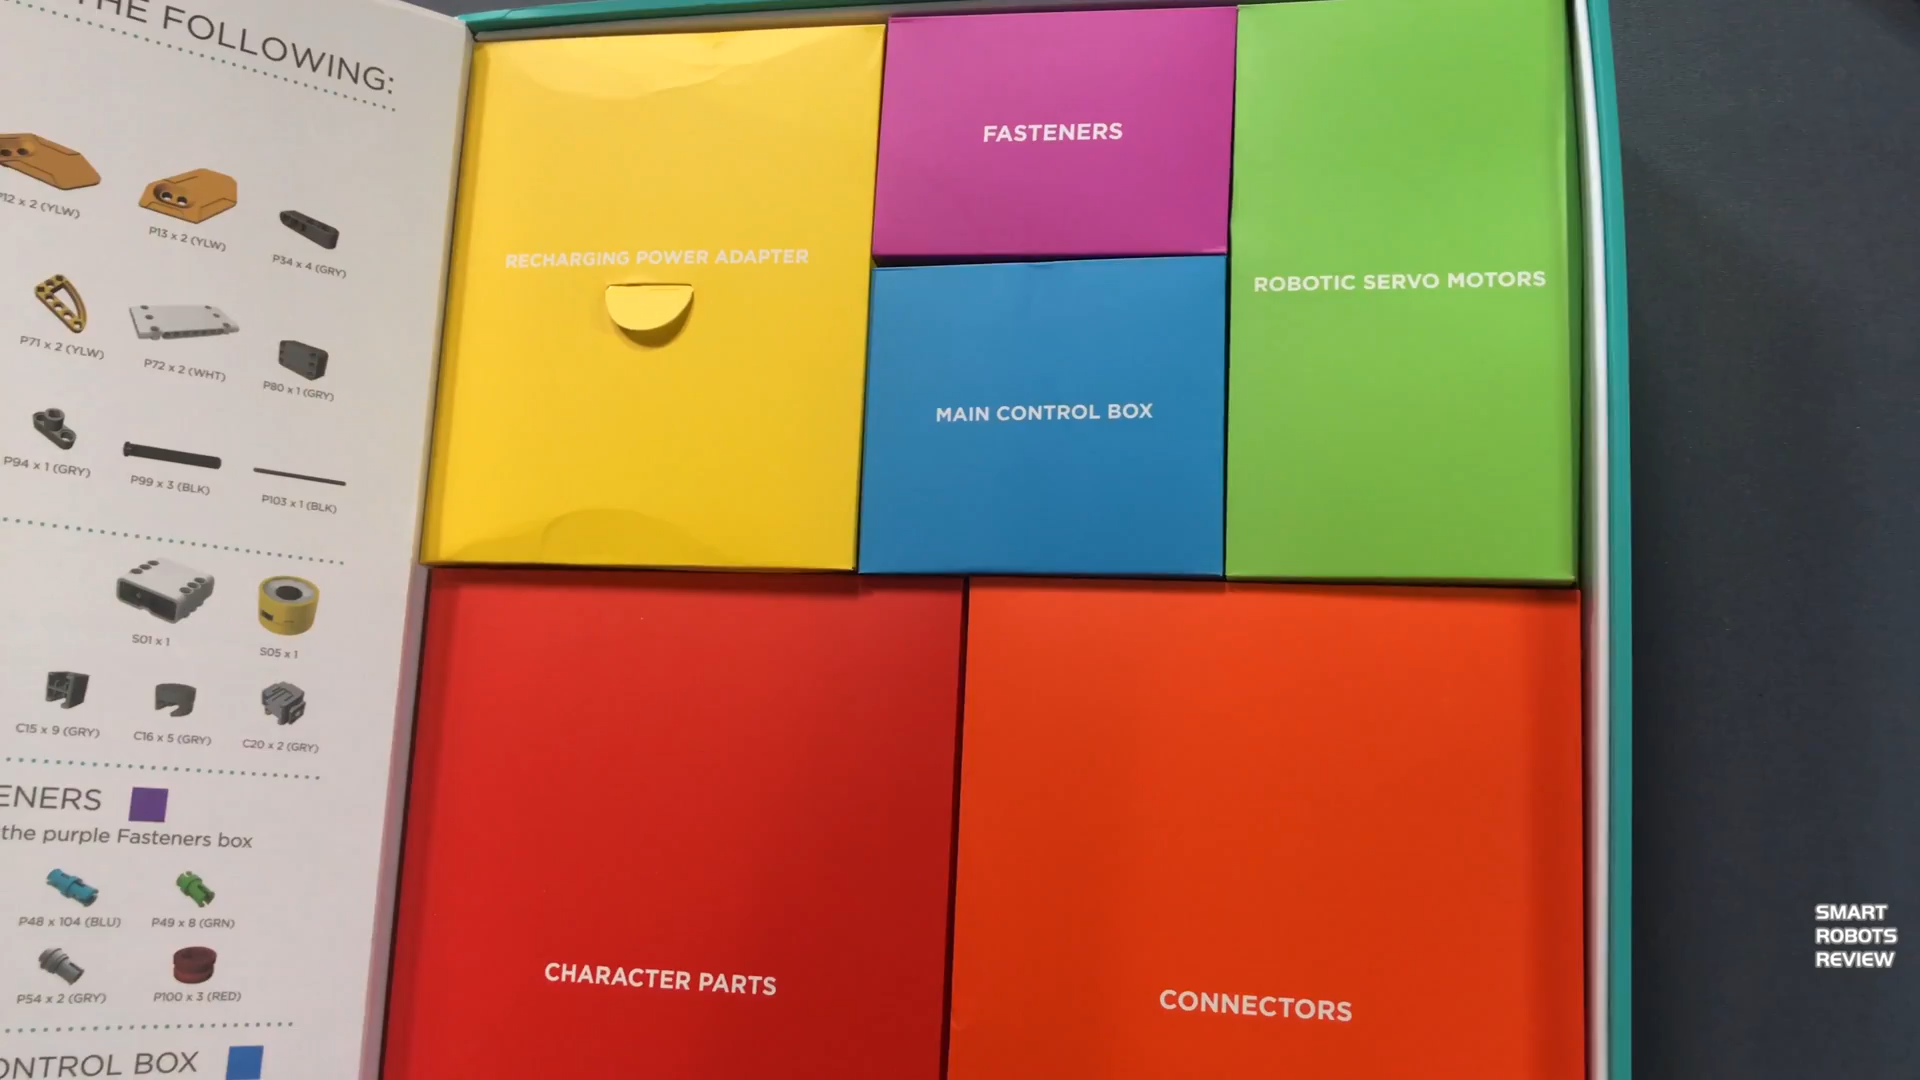 THE FOLLOWING:
P12 x 2 (YLW)
P13 x 2 (YLW)
P34 x 4 (GRY)
P71 x 2 (YLW)
P72 x 2 (WHT)
P80 x 1 (GRY)
P94 x 1 (GRY)
P99 x 3 (BLK)
P103 x 1 (BLK)
S01 x 1
S05 x 1
C15 x 9 (GRY)
C16 x 5 (GRY)
C20 x 2 (GRY)
ENERS
the purple Fasteners box
P48 x 104 (BLU)
P49 x 8 (GRN)
P54 x 2 (GRY)
P100 x 3 (RED)
ONTROL BOX
RECHARGING POWER ADAPTER
FASTENERS
MAIN CONTROL BOX
ROBOTIC SERVO MOTORS
CHARACTER PARTS
CONNECTORS
SMART
ROBOTS
REVIEW